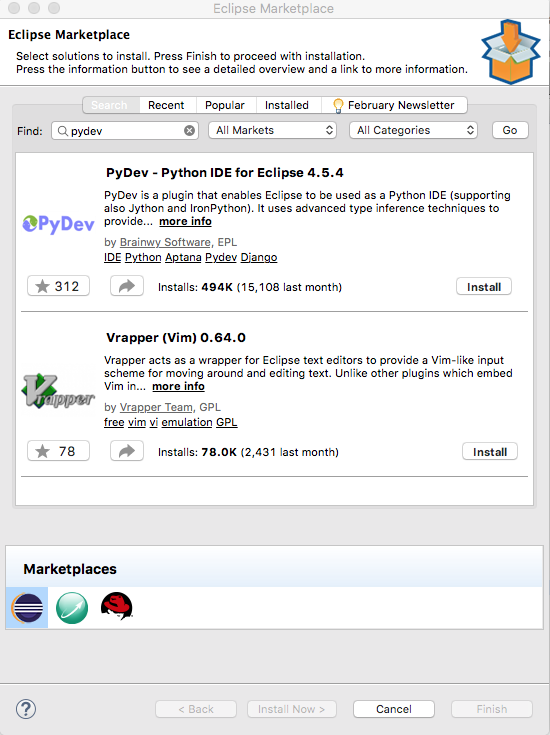 Eclipse Marketplace
Eclipse Marketplace
Select solutions to install. Press Finish to proceed with installation.
Press the information button to see a detailed overview and a link to more information.
Search Recent Popular Installed February Newsletter
Find: pydev All Markets All Categories Go
PyDev - Python IDE for Eclipse 4.5.4
PyDev is a plugin that enables Eclipse to be used as a Python IDE (supporting
also Jython and IronPython). It uses advanced type inference techniques to
provide... more info
PyDev
by Brainwy Software, EPL
IDE Python Aptana Pydev Django
312 Installs: 494K (15,108 last month) Install
Vrapper (Vim) 0.64.0
Vrapper acts as a wrapper for Eclipse text editors to provide a Vim-like input
scheme for moving around and editing text. Unlike other plugins which embed
Vim in... more info
Vrapper
by Vrapper Team, GPL
free vim vi emulation GPL
78 Installs: 78.0K (2,431 last month) Install
Marketplaces
? < Back Install Now > Cancel Finish